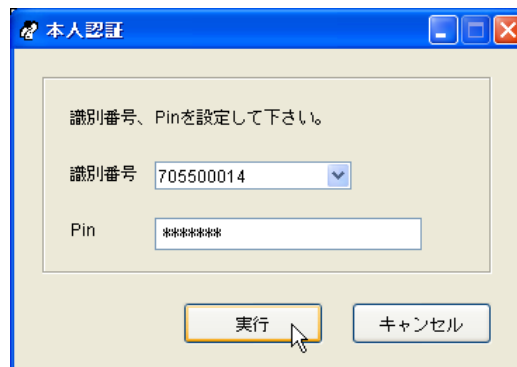 本人認証
識別番号、Pinを設定して下さい。
識別番号 705500014
Pin *******
実行 キャンセル